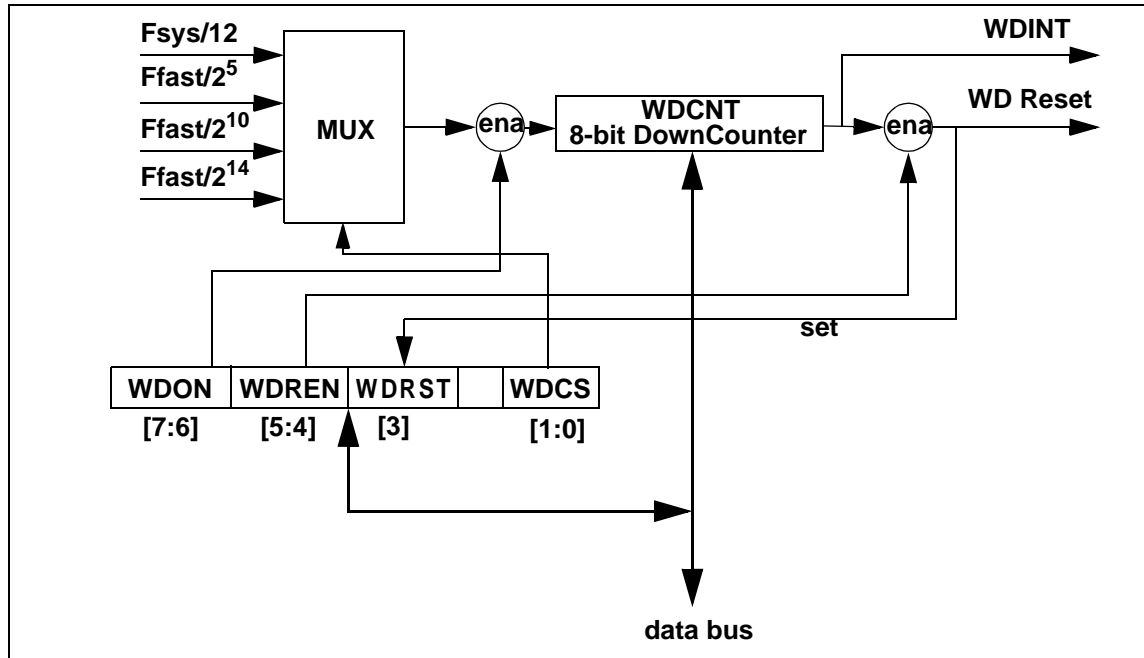 Fsys/12
Ffast/2⁵
Ffast/2¹⁰
Ffast/2¹⁴
MUX
ena
WDCNT
8-bit DownCounter
ena
WDINT
WD Reset
set
WDON
WDREN
WDRST
WDCS
[7:6]
[5:4]
[3]
[1:0]
data bus